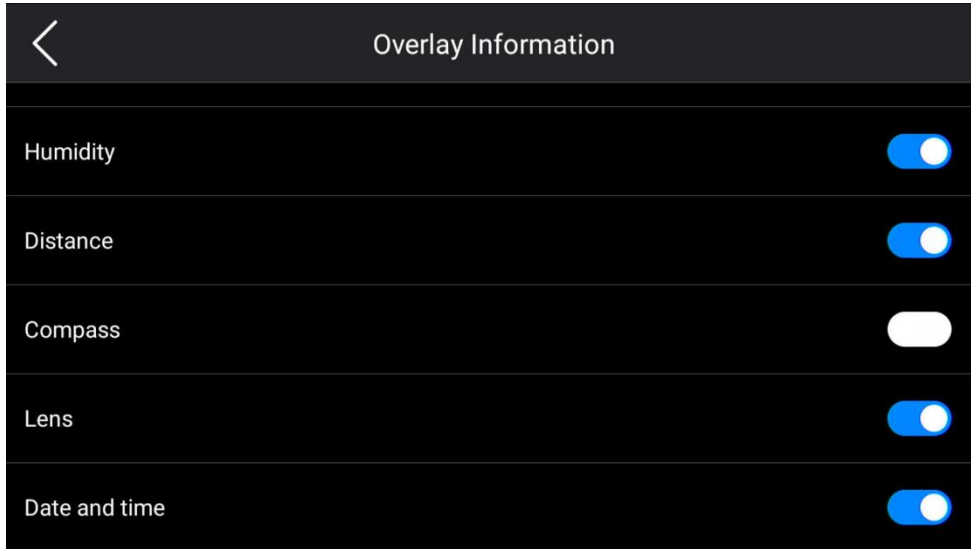 Overlay Information
Humidity
Distance
Compass
Lens
Date and time